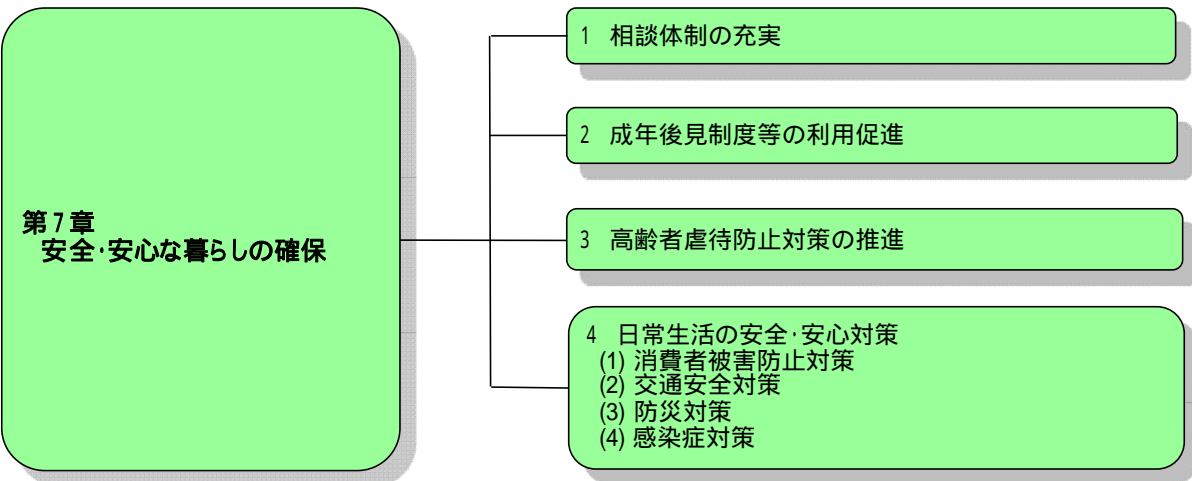 第7章
安全・安心な暮らしの確保
1 相談体制の充実
2 成年後見制度等の利用促進
3 高齢者虐待防止対策の推進
4 日常生活の安全・安心対策
(1) 消費者被害防止対策
(2) 交通安全対策
(3) 防災対策
(4) 感染症対策